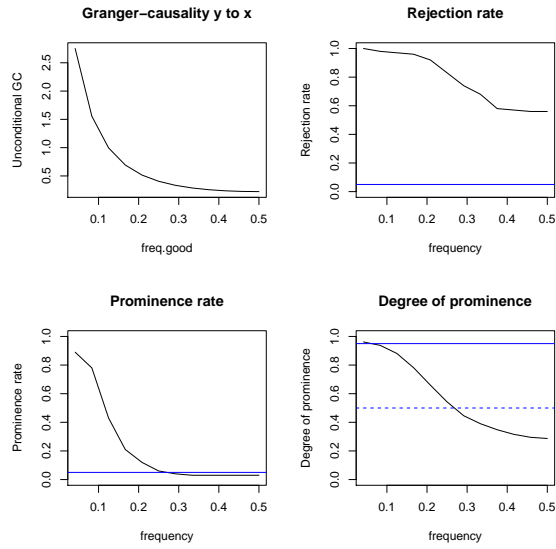 Granger−causality y to x
Unconditional GC
2.5
2.0
1.5
1.0
0.5
0.1 0.2 0.3 0.4 0.5
freq.good
Rejection rate
Rejection rate
1.0
0.8
0.6
0.4
0.2
0.0
0.1 0.2 0.3 0.4 0.5
frequency
Prominence rate
Prominence rate
1.0
0.8
0.6
0.4
0.2
0.0
0.1 0.2 0.3 0.4 0.5
frequency
Degree of prominence
Degree of prominence
1.0
0.8
0.6
0.4
0.2
0.0
0.1 0.2 0.3 0.4 0.5
frequency